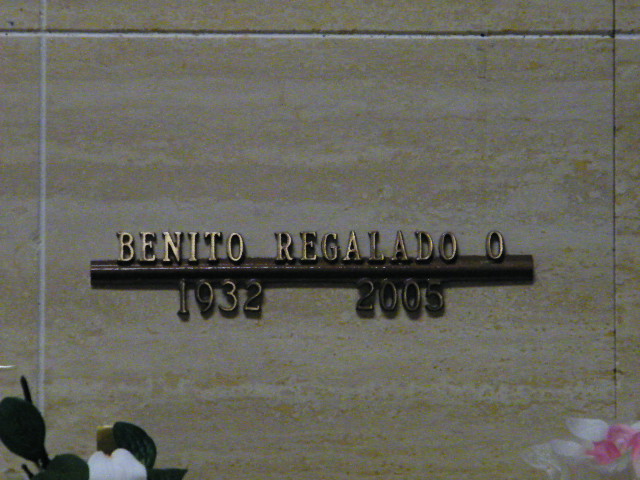 BENITO REGALADO O
1932 2005